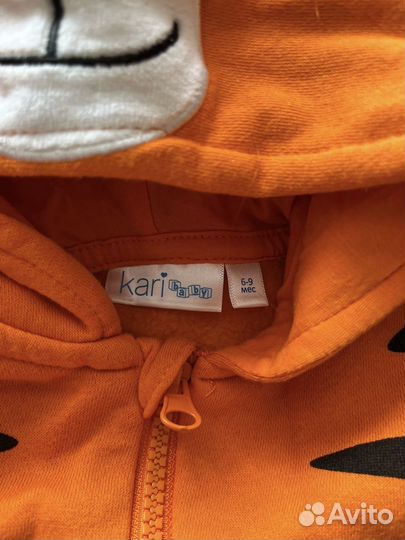 kari baby
6-9
мес
Avito